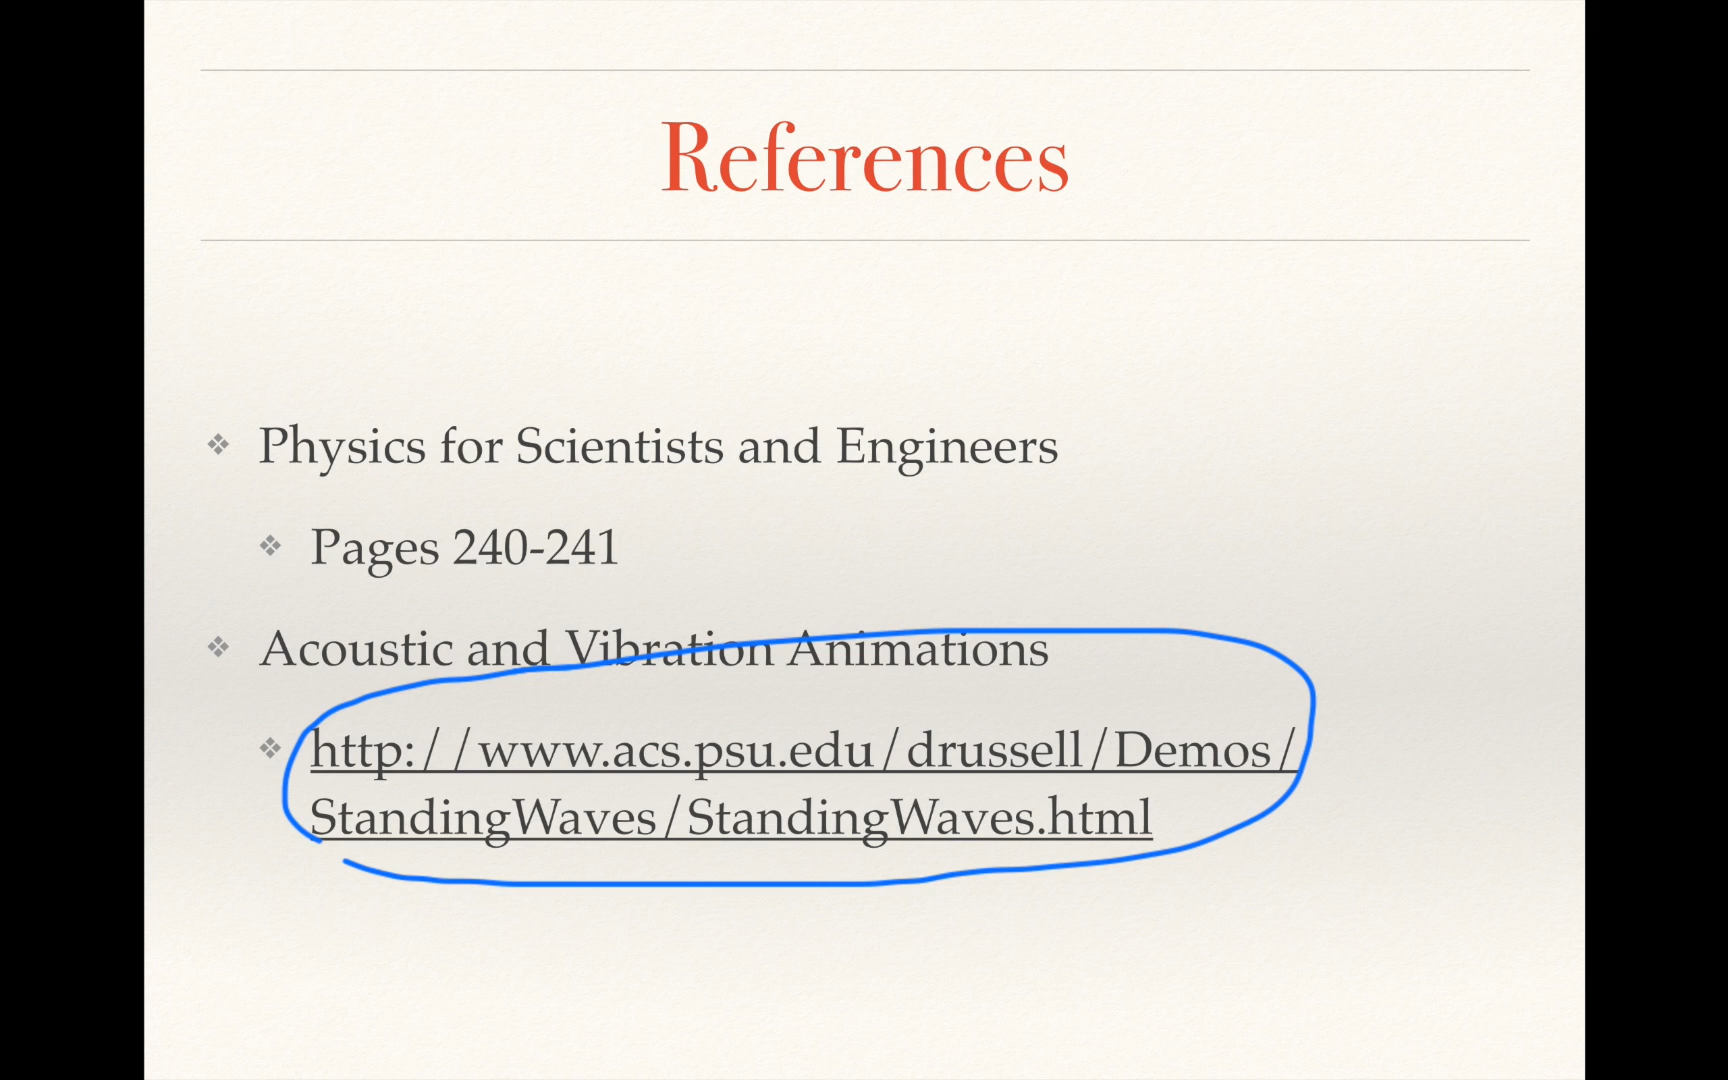 References
Physics for Scientists and Engineers
Pages 240-241
Acoustic and Vibration Animations
http://www.acs.psu.edu/drussell/Demos/
StandingWaves/StandingWaves.html